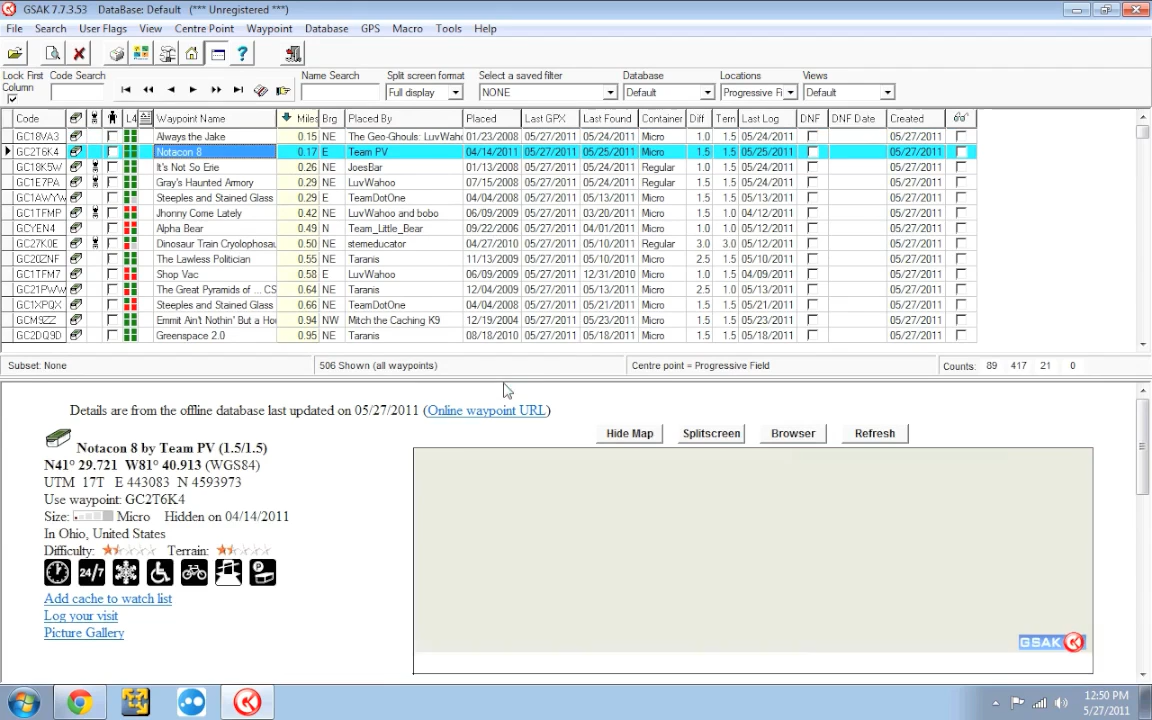 GSAK 7.7.3.53 DataBase: Default (*** Unregistered ***)
File Search User Flags View Centre Point Waypoint Database GPS Macro Tools Help
Lock First Column Code Search Name Search Split screen format Full display Select a saved filter NONE Database Default Locations Progressive Fi Views Default
Code L4 Waypoint Name Miles Brg Placed By Placed Last GPX Last Found Container Diff Terr Last Log DNF DNF Date Created
GC18VA3 Always the Jake 0.15 NE The Geo-Ghouls: LuvWaho 01/23/2008 05/27/2011 05/24/2011 Micro 1.0 1.5 05/24/2011 05/27/2011
GC2T6K4 Notacon 8 0.17 E Team PV 04/14/2011 05/27/2011 05/25/2011 Micro 1.5 1.5 05/25/2011 05/27/2011
GC18K5W It's Not So Erie 0.26 NE JoesBar 01/13/2008 05/27/2011 05/24/2011 Regular 1.5 1.5 05/24/2011 05/27/2011
GC1E7PA Gray's Haunted Armory 0.29 NE LuvWahoo 07/15/2008 05/27/2011 05/24/2011 Regular 1.5 1.5 05/24/2011 05/27/2011
GC1AWYW Steeples and Stained Glass 0.29 E TeamDotOne 04/04/2008 05/27/2011 05/13/2011 Micro 1.5 1.5 05/13/2011 05/27/2011
GC1TFMP Jhonny Come Lately 0.42 NE LuvWahoo and bobo 06/09/2009 05/27/2011 03/20/2011 Micro 1.5 1.0 04/12/2011 05/27/2011
GCYEN4 Alpha Bear 0.49 N Team_Little_Bear 09/22/2006 05/27/2011 04/01/2011 Micro 1.0 1.5 05/12/2011 05/27/2011
GC27K0E Dinosaur Train Cryolophosau 0.50 NE stemeducator 04/27/2010 05/27/2011 05/10/2011 Regular 3.0 3.0 05/12/2011 05/27/2011
GC20ZNF The Lawless Politician 0.55 NE Taranis 11/13/2009 05/27/2011 05/10/2011 Micro 2.5 1.0 05/10/2011 05/27/2011
GC1TFM7 Shop Vac 0.58 E LuvWahoo 06/09/2009 05/27/2011 12/31/2010 Micro 1.0 1.5 04/09/2011 05/27/2011
GC21PWW The Great Pyramids of ... CS 0.64 NE Taranis 12/04/2009 05/27/2011 05/13/2011 Micro 2.5 1.0 05/13/2011 05/27/2011
GC1XPQX Steeples and Stained Glass 0.66 NE TeamDotOne 04/04/2008 05/27/2011 05/21/2011 Micro 1.5 1.5 05/21/2011 05/27/2011
GCM9ZZ Emmit Ain't Nothin' But a Ho 0.94 NW Mitch the Caching K9 12/19/2004 05/27/2011 05/23/2011 Micro 1.5 1.5 05/23/2011 05/27/2011
GC2DQ9D Greenspace 2.0 0.95 NE Taranis 08/18/2010 05/27/2011 05/18/2011 Micro 1.5 1.5 05/18/2011 05/27/2011
Subset: None 506 Shown (all waypoints) Centre point = Progressive Field Counts: 89 417 21 0
Details are from the offline database last updated on 05/27/2011 (Online waypoint URL)
Hide Map Splitscreen Browser Refresh
Notacon 8 by Team PV (1.5/1.5)
N41° 29.721 W81° 40.913 (WGS84)
UTM 17T E 443083 N 4593973
Use waypoint: GC2T6K4
Size: Micro Hidden on 04/14/2011
In Ohio, United States
Difficulty: Terrain:
24/7
Add cache to watch list
Log your visit
Picture Gallery
GSAK
12:50 PM
5/27/2011